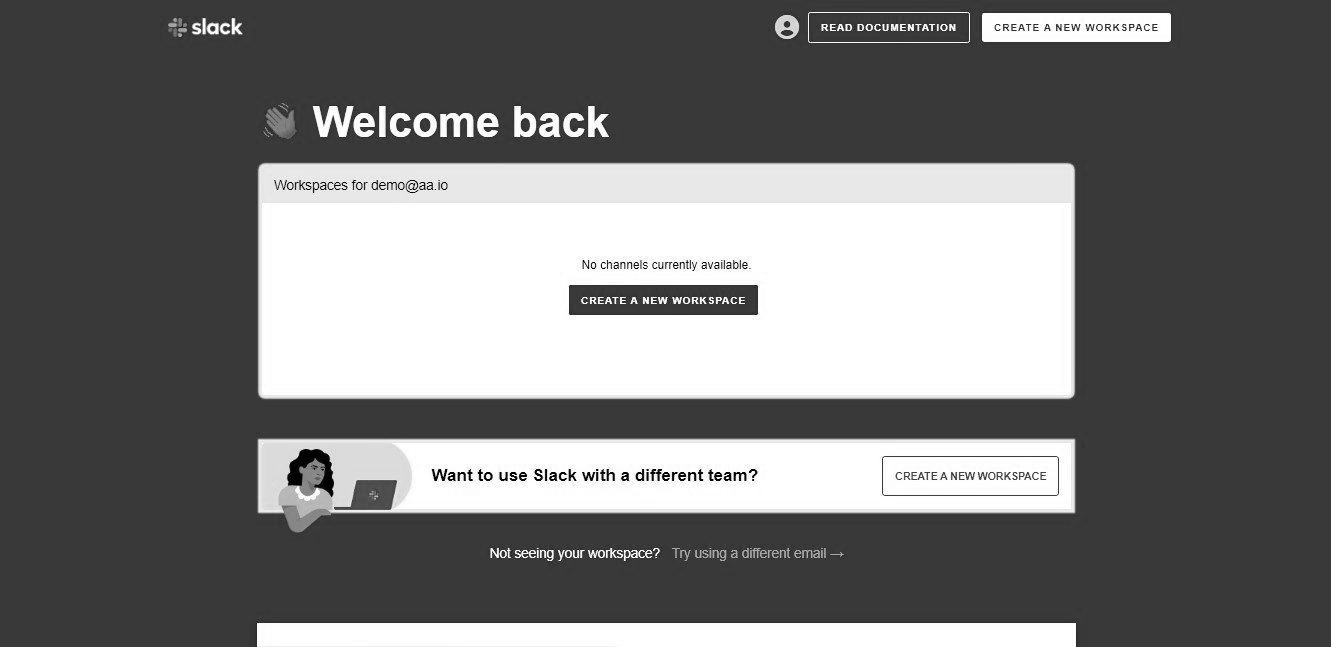 slack
READ DOCUMENTATION
CREATE A NEW WORKSPACE
Welcome back
Workspaces for demo@aa.io
No channels currently available.
CREATE A NEW WORKSPACE
Want to use Slack with a different team?
CREATE A NEW WORKSPACE
Not seeing your workspace? Try using a different email →